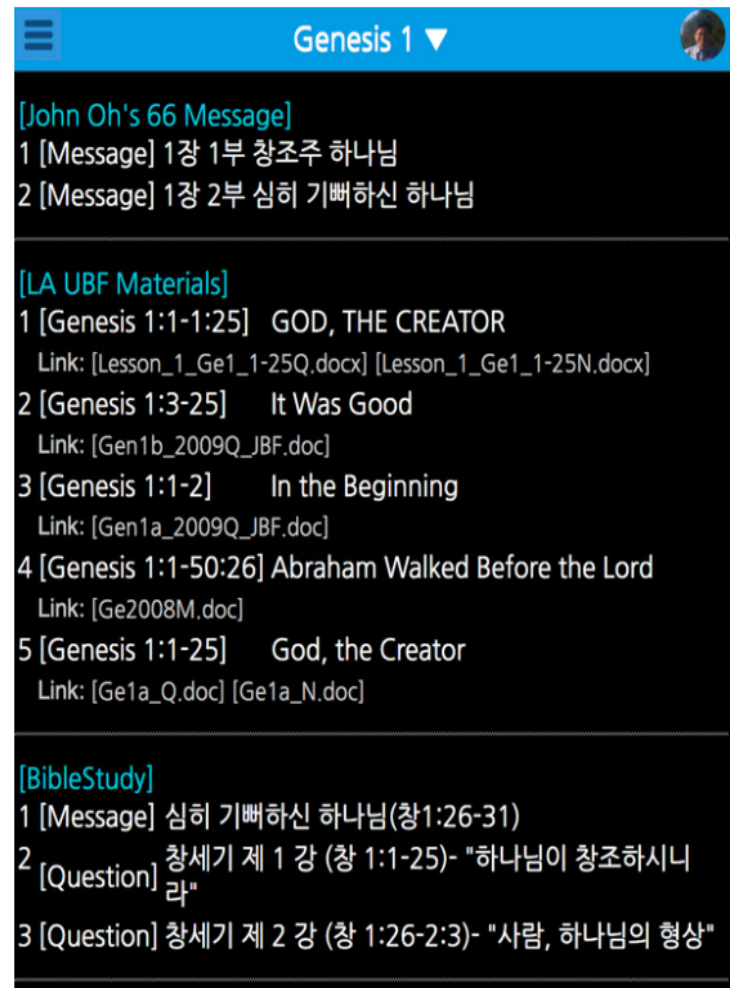 Genesis 1 ▼
[John Oh's 66 Message]
1 [Message] 1장 1부 창조주 하나님
2 [Message] 1장 2부 심히 기뻐하신 하나님
[LA UBF Materials]
1 [Genesis 1:1-1:25] GOD, THE CREATOR
Link: [Lesson_1_Ge1_1-25Q.docx] [Lesson_1_Ge1_1-25N.docx]
2 [Genesis 1:3-25] It Was Good
Link: [Gen1b_2009Q_JBF.doc]
3 [Genesis 1:1-2] In the Beginning
Link: [Gen1a_2009Q_JBF.doc]
4 [Genesis 1:1-50:26] Abraham Walked Before the Lord
Link: [Ge2008M.doc]
5 [Genesis 1:1-25] God, the Creator
Link: [Ge1a_Q.doc] [Ge1a_N.doc]
[BibleStudy]
1 [Message] 심히 기뻐하신 하나님(창1:26-31)
2 [Question] 창세기 제 1 강 (창 1:1-25)- "하나님이 창조하시니
라"
3 [Question] 창세기 제 2 강 (창 1:26-2:3)- "사람, 하나님의 형상"